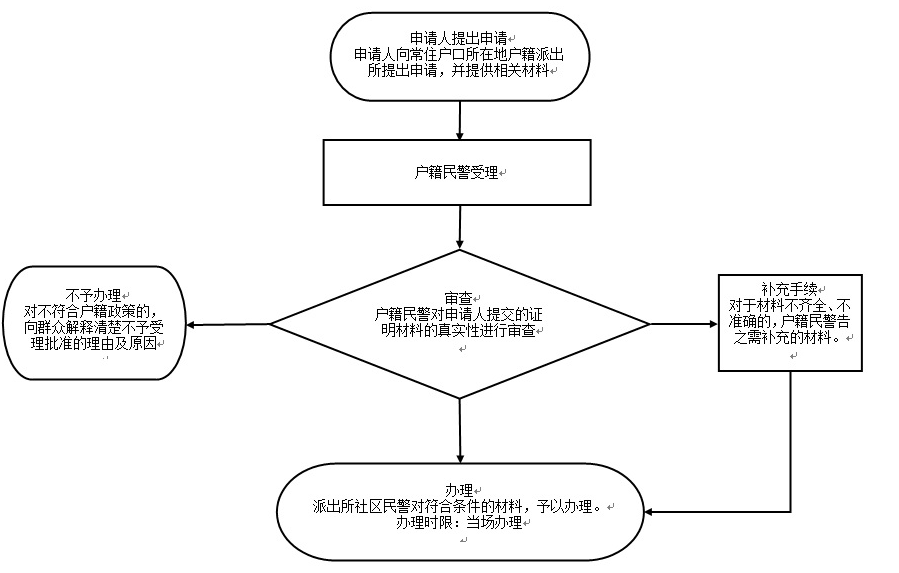 申请人提出申请
申请人向常住户口所在地户籍派出
所提出申请，并提供相关材料
户籍民警受理
审查
户籍民警对申请人提交的证
明材料的真实性进行审查
不予办理
对不符合户籍政策的，
向群众解释清楚不予受
理批准的理由及原因
补充手续
对于材料不齐全、不
准确的，户籍民警告
之需补充的材料。
办理
派出所社区民警对符合条件的材料，予以办理。
办理时限：当场办理